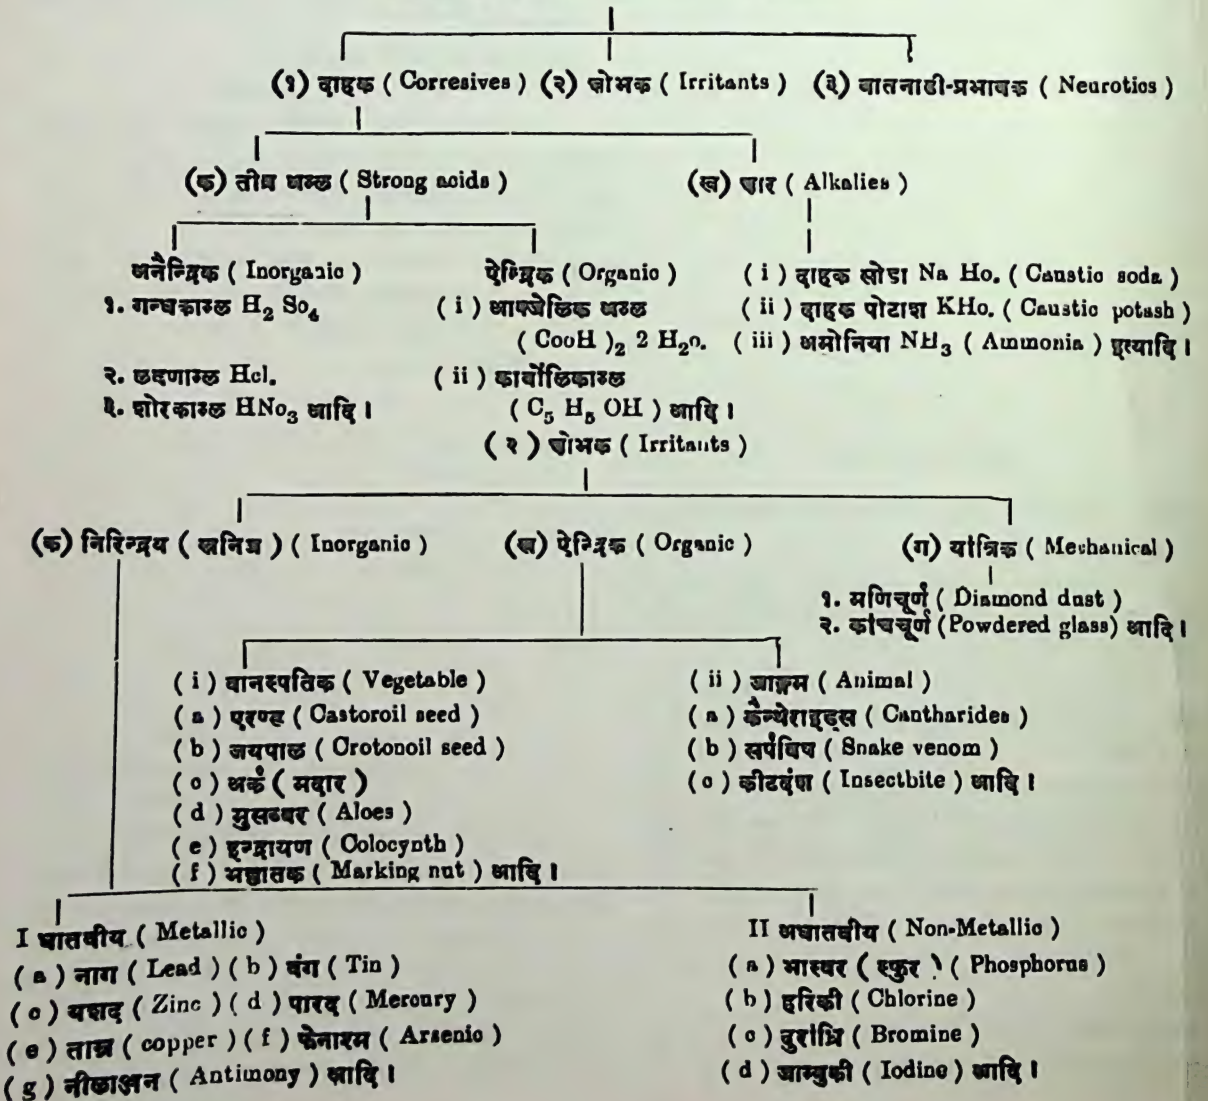 (१) दाहक ( Corresives ) (२) क्षोभक ( Irritants ) (३) वातनाडी-प्रभावक ( Neurotics )
(क) तीव्र अम्ल ( Strong acids ) (ख) क्षार ( Alkalies )
अनैन्द्रिक ( Inorganic ) ऐन्द्रिक ( Organic ) ( i ) दाहक सोडा Na Ho. ( Caustic soda )
१. गन्धकाम्ल H₂ So₄ ( i ) आक्जेलिक अम्ल ( ii ) दाहक पोटाश KHo. ( Caustic potash )
( CooH )₂ 2 H₂o. ( iii ) अमोनिया NH₃ ( Ammonia ) इत्यादि ।
२. लवणाम्ल Hcl. ( ii ) कार्बोलिकाम्ल
३. शोरकाम्ल HNo₃ आदि । ( C₅ H₅ OH ) आदि ।
( २ ) क्षोभक ( Irritants )
(क) निरिन्द्रय ( खनिज ) ( Inorganic ) (ख) ऐन्द्रिक ( Organic ) (ग) यांत्रिक ( Mechanical )
१. मणिचूर्ण ( Diamond dust )
२. कांचचूर्ण (Powdered glass) आदि ।
( i ) वानस्पतिक ( Vegetable ) ( ii ) जाङ्गम ( Animal )
( a ) एरण्ड ( Castoroil seed ) ( a ) कैन्थेराइड्स ( Cantharides )
( b ) जयपाल ( Crotonoil seed ) ( b ) सर्पविष ( Snake venom )
( c ) अर्क ( मदार ) ( c ) कीटदंश ( Insectbite ) आदि ।
( d ) मुसब्बर ( Aloes )
( e ) इन्द्रायण ( Colocynth )
( f ) भल्लातक ( Marking nut ) आदि ।
I धातवीय ( Metallic ) II अधातवीय ( Non-Metallic )
( a ) नाग ( Lead ) ( b ) वंग ( Tin ) ( a ) भास्वर ( स्फुर ) ( Phosphorus )
( c ) यशद ( Zinc ) ( d ) पारद ( Mercury ) ( b ) हरिकी ( Chlorine )
( e ) ताम्र ( copper ) ( f ) फेनाश्म ( Arsenic ) ( c ) दुरांध्रि ( Bromine )
( g ) नीलाञ्जन ( Antimony ) आदि । ( d ) जाम्बुकी ( Iodine ) आदि ।